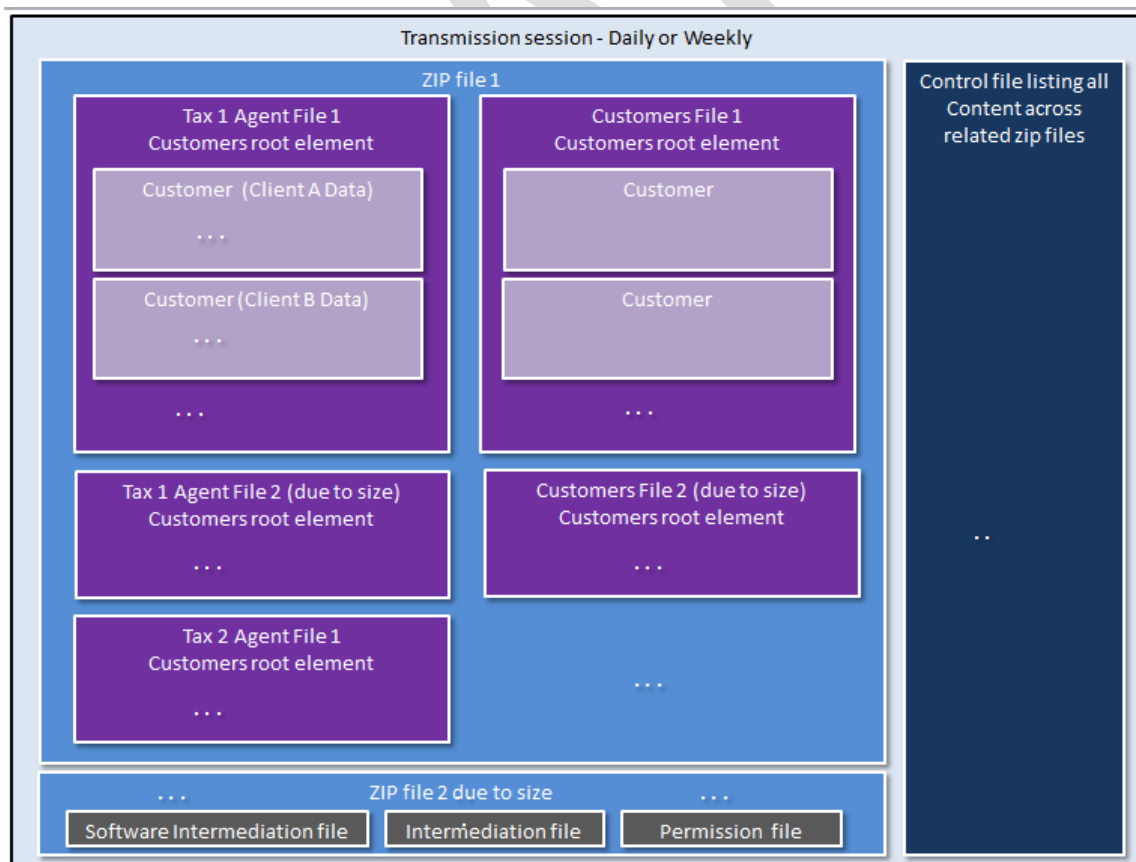 Transmission session - Daily or Weekly
ZIP file 1
Tax 1 Agent File 1
Customers root element
Customer (Client A Data)
. . .
Customer (Client B Data)
. . .
. . .
Customers File 1
Customers root element
Customer
Customer
. . .
Tax 1 Agent File 2 (due to size)
Customers root element
. . .
Customers File 2 (due to size)
Customers root element
. . .
Tax 2 Agent File 1
Customers root element
. . .
. . .
. . . ZIP file 2 due to size . . .
Software Intermediation file
Intermediation file
Permission file
Control file listing all
Content across
related zip files
. .